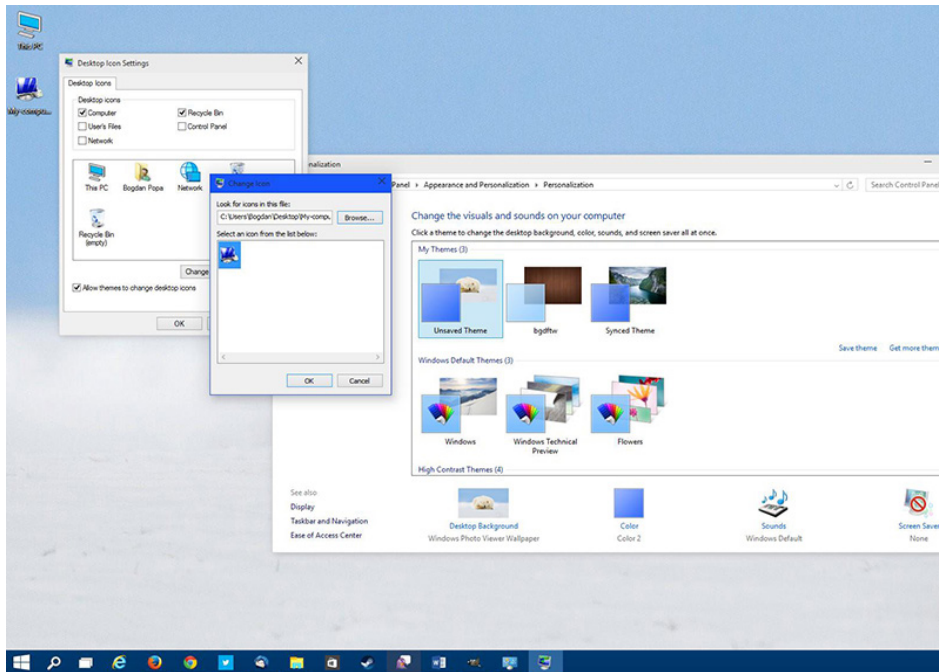 This PC
My compu...
Desktop Icon Settings
Desktop Icons
Desktop icons
Computer
Recycle Bin
User's Files
Control Panel
Network
This PC
Bogdan Popa
Network
Recycle Bin
(empty)
Change
Allow themes to change desktop icons
OK
Change Icon
Look for icons in this file:
C:\Users\Bogdan\Desktop\My-compu
Browse...
Select an icon from the list below:
OK
Cancel
nalization
Panel › Appearance and Personalization › Personalization
Search Control Panel
Change the visuals and sounds on your computer
Click a theme to change the desktop background, color, sounds, and screen saver all at once.
My Themes (3)
Unsaved Theme
bgdftw
Synced Theme
Save theme
Get more them
Windows Default Themes (3)
Windows
Windows Technical
Preview
Flowers
High Contrast Themes (4)
See also
Display
Taskbar and Navigation
Ease of Access Center
Desktop Background
Windows Photo Viewer Wallpaper
Color
Color 2
Sounds
Windows Default
Screen Saver
None